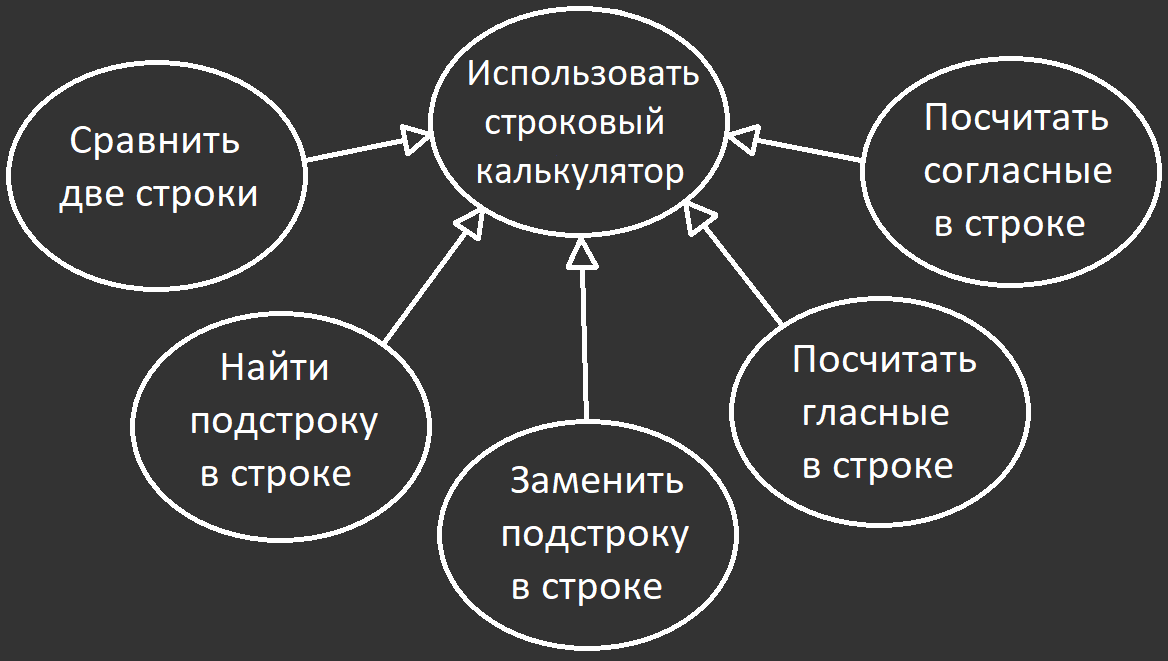 Использовать
строковый
калькулятор
Сравнить
две строки
Посчитать
согласные
в строке
Найти
подстроку
в строке
Заменить
подстроку
в строке
Посчитать
гласные
в строке